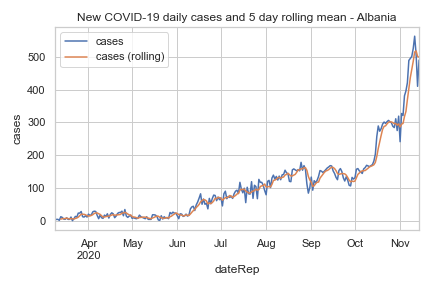 New COVID-19 daily cases and 5 day rolling mean - Albania
cases
cases (rolling)
500
400
300
200
100
0
cases
Apr May Jun Jul Aug Sep Oct Nov
2020
dateRep